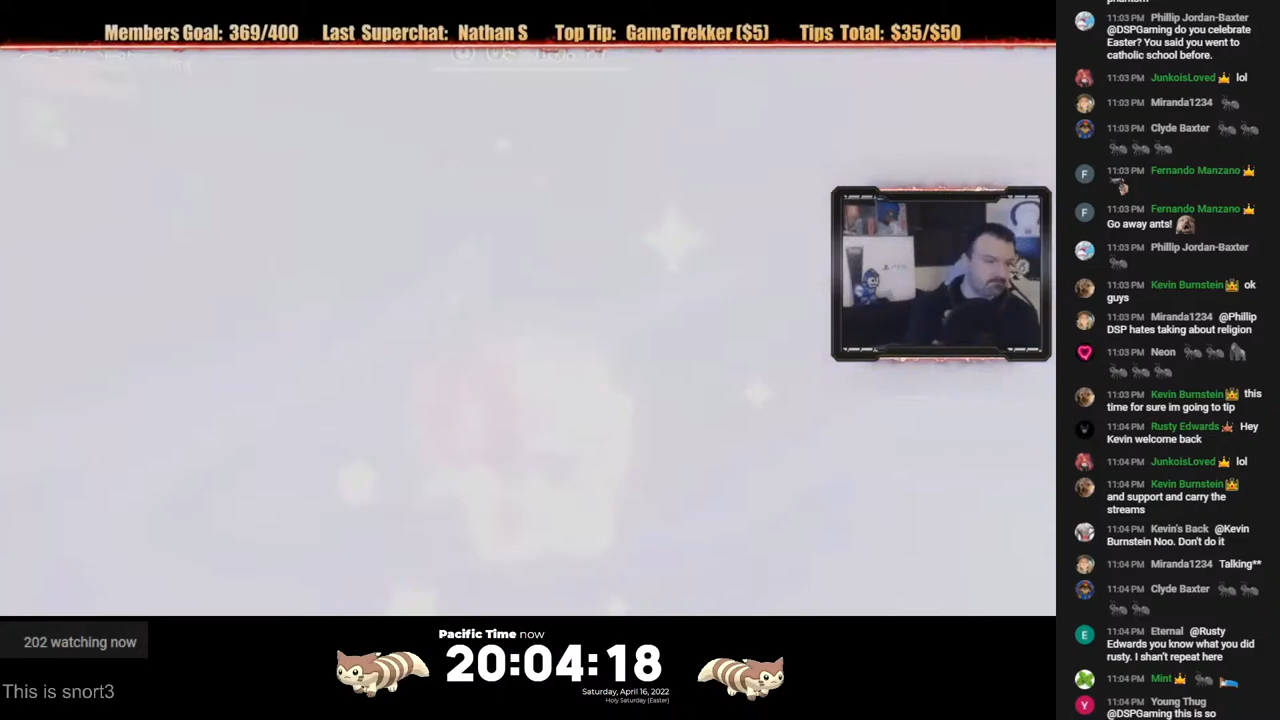 Members Goal: 369/400 Last Superchat: Nathan S Top Tip: GameTrekker ($5) Tips Total: $35/$50
11:03 PM Phillip Jordan-Baxter
@DSPGaming do you celebrate
Easter? You said you went to
catholic school before.
11:03 PM JunkoisLoved lol
11:03 PM Miranda1234
11:03 PM Clyde Baxter
11:03 PM Fernando Manzano
11:03 PM Fernando Manzano
Go away ants!
11:03 PM Phillip Jordan-Baxter
11:03 PM Kevin Burnstein ok
guys
11:03 PM Miranda1234 @Phillip
DSP hates taking about religion
11:03 PM Neon
11:03 PM Kevin Burnstein this
time for sure im going to tip
11:04 PM Rusty Edwards Hey
Kevin welcome back
11:04 PM JunkoisLoved lol
11:04 PM Kevin Burnstein
and support and carry the
streams
11:04 PM Kevin's Back @Kevin
Burnstein Noo. Don't do it
11:04 PM Miranda1234 Talking**
11:04 PM Clyde Baxter
11:04 PM Eternal @Rusty
Edwards you know what you did
rusty. I shan't repeat here
11:04 PM Mint
11:04 PM Young Thug
@DSPGaming this is so
202 watching now
This is snort3
Pacific Time now
20:04:18
Saturday, April 16, 2022
Holy Saturday (Easter)